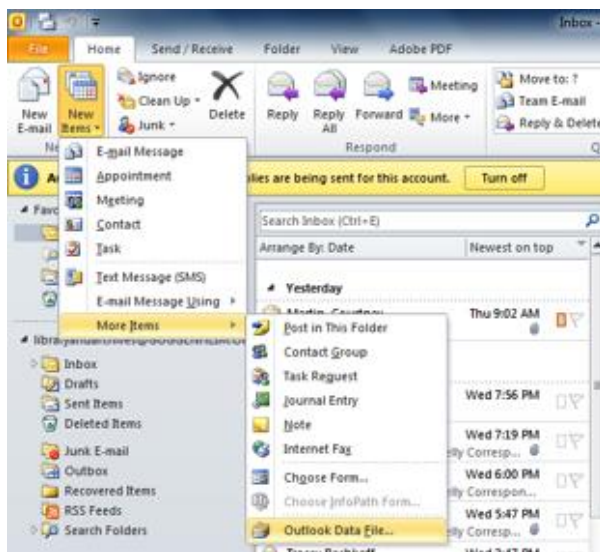 Inbox -
File Home Send / Receive Folder View Adobe PDF
New E-mail
New Items
Ignore
Clean Up
Junk
Delete
Reply
Reply All
Forward
Meeting
More
Respond
Move to: ?
Team E-mail
Reply & Delete
E-mail Message
Appointment
Meeting
Contact
Task
Text Message (SMS)
E-mail Message Using
More Items
are being sent for this account. Turn off
Search Inbox (Ctrl+E)
Arrange By: Date Newest on top
Yesterday
Martin, Courtney Thu 9:02 AM
Inbox
Drafts
Sent Items
Deleted Items
Junk E-mail
Outbox
Recovered Items
RSS Feeds
Search Folders
Post in This Folder
Contact Group
Task Request
Journal Entry
Note
Internet Fax
Choose Form...
Choose InfoPath Form...
Outlook Data File...
Wed 7:56 PM
Wed 7:19 PM
Wed 6:00 PM
Wed 5:47 PM
Wed 3:47 PM